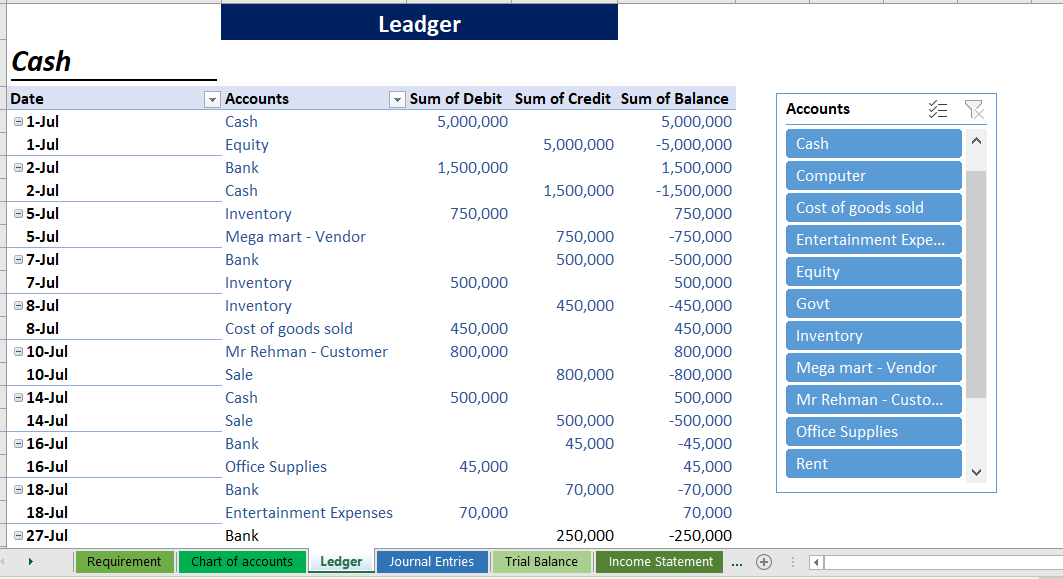 Leadger
Cash
Date Accounts Sum of Debit Sum of Credit Sum of Balance
1-Jul Cash 5,000,000 5,000,000
1-Jul Equity 5,000,000 -5,000,000
2-Jul Bank 1,500,000 1,500,000
2-Jul Cash 1,500,000 -1,500,000
5-Jul Inventory 750,000 750,000
5-Jul Mega mart - Vendor 750,000 -750,000
7-Jul Bank 500,000 -500,000
7-Jul Inventory 500,000 500,000
8-Jul Inventory 450,000 -450,000
8-Jul Cost of goods sold 450,000 450,000
10-Jul Mr Rehman - Customer 800,000 800,000
10-Jul Sale 800,000 -800,000
14-Jul Cash 500,000 500,000
14-Jul Sale 500,000 -500,000
16-Jul Bank 45,000 -45,000
16-Jul Office Supplies 45,000 45,000
18-Jul Bank 70,000 -70,000
18-Jul Entertainment Expenses 70,000 70,000
27-Jul Bank 250,000 -250,000
Accounts
Cash
Computer
Cost of goods sold
Entertainment Expe...
Equity
Govt
Inventory
Mega mart - Vendor
Mr Rehman - Custo...
Office Supplies
Rent
Requirement Chart of accounts Ledger Journal Entries Trial Balance Income Statement ...